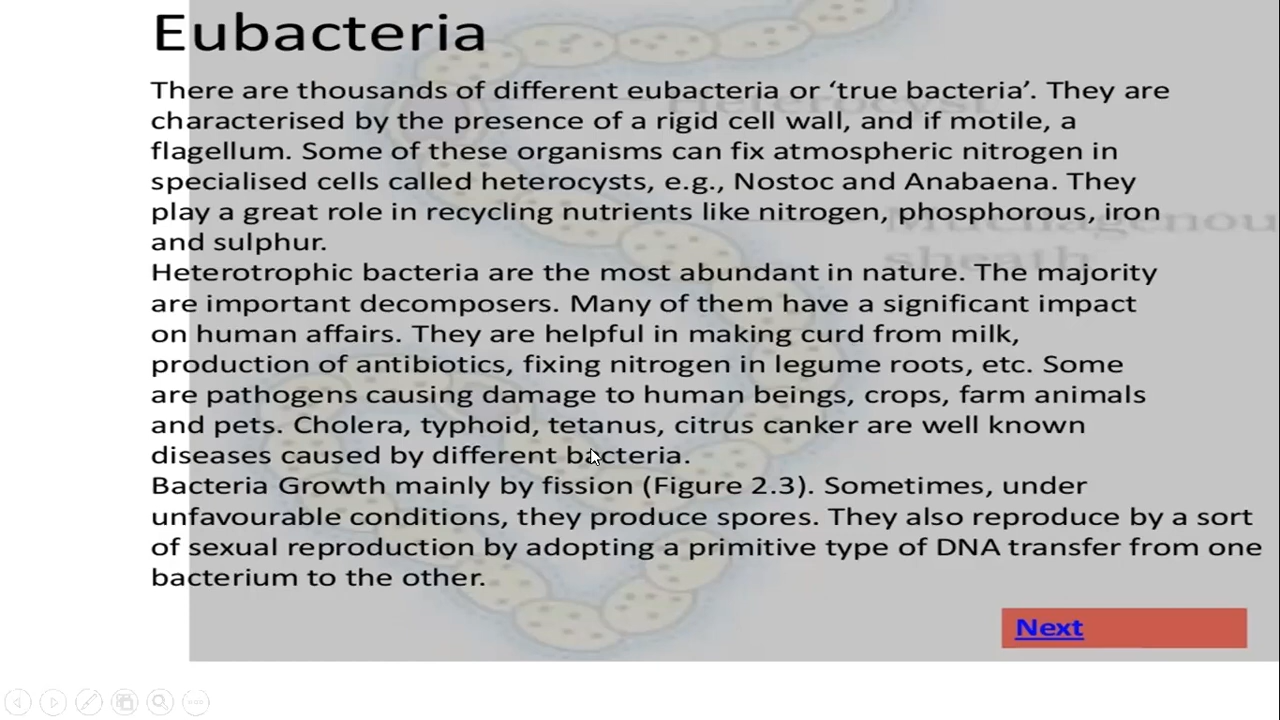 Eubacteria
There are thousands of different eubacteria or ‘true bacteria’. They are
characterised by the presence of a rigid cell wall, and if motile, a
flagellum. Some of these organisms can fix atmospheric nitrogen in
specialised cells called heterocysts, e.g., Nostoc and Anabaena. They
play a great role in recycling nutrients like nitrogen, phosphorous, iron
and sulphur.
Heterotrophic bacteria are the most abundant in nature. The majority
are important decomposers. Many of them have a significant impact
on human affairs. They are helpful in making curd from milk,
production of antibiotics, fixing nitrogen in legume roots, etc. Some
are pathogens causing damage to human beings, crops, farm animals
and pets. Cholera, typhoid, tetanus, citrus canker are well known
diseases caused by different bacteria.
Bacteria Growth mainly by fission (Figure 2.3). Sometimes, under
unfavourable conditions, they produce spores. They also reproduce by a sort
of sexual reproduction by adopting a primitive type of DNA transfer from one
bacterium to the other.
Heterocyst
sheath
Next